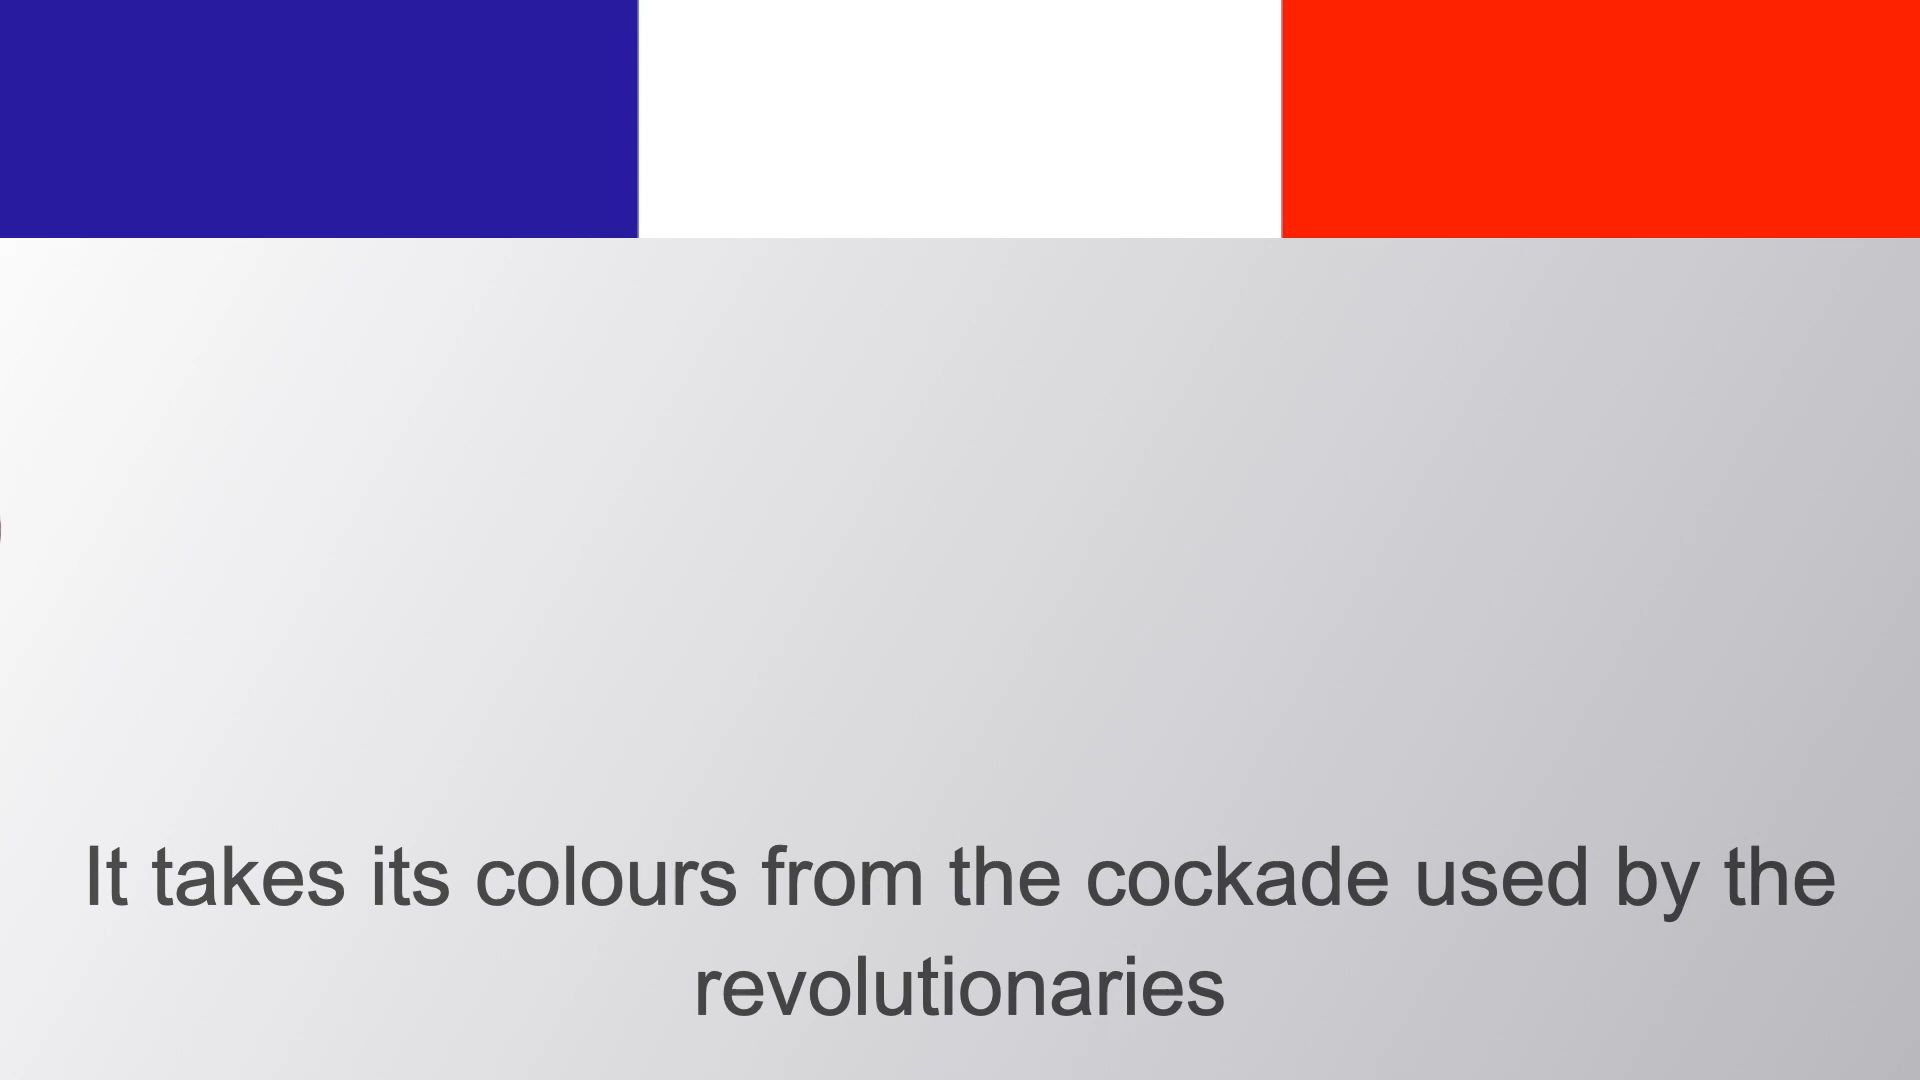 It takes its colours from the cockade used by the
revolutionaries